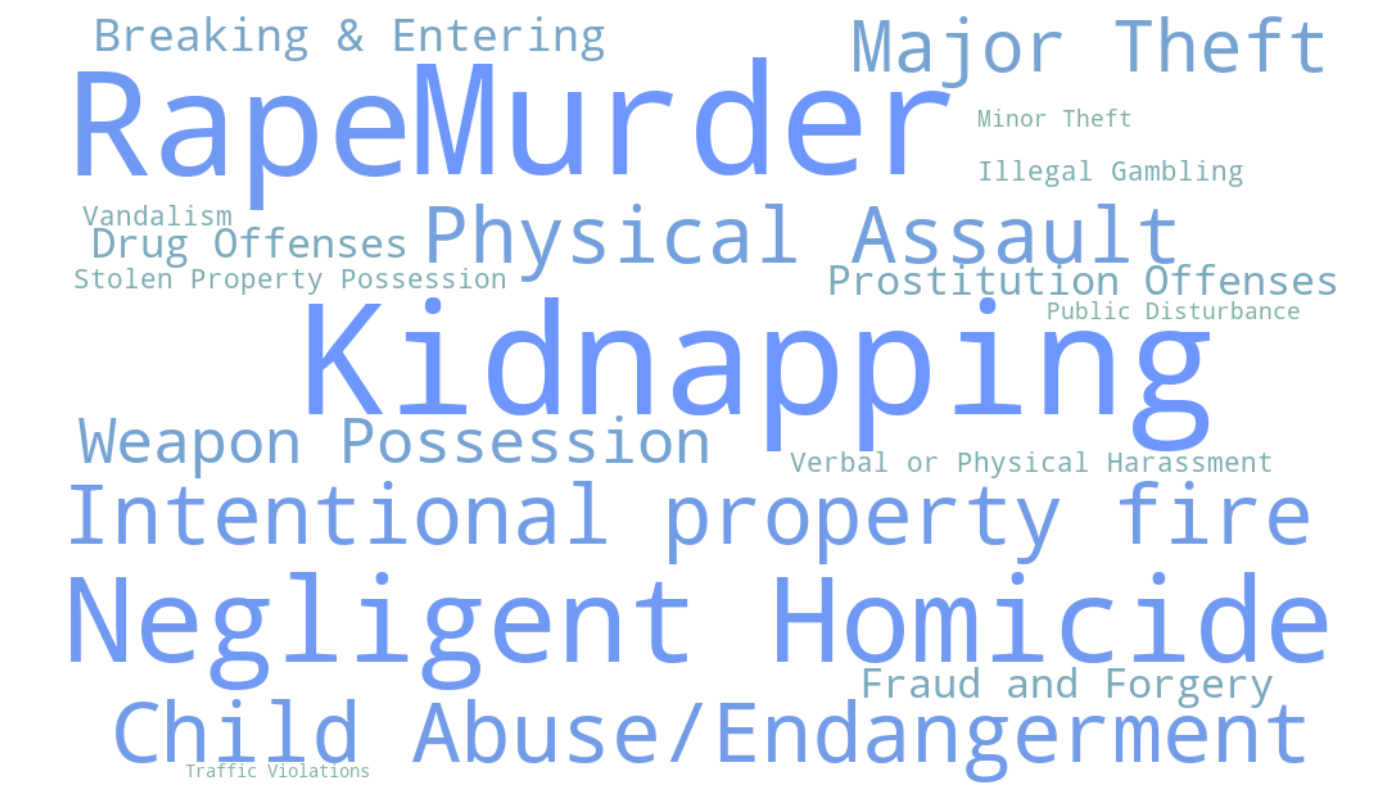 Breaking & Entering
Major Theft
Rape
Murder
Minor Theft
Illegal Gambling
Vandalism
Drug Offenses
Physical Assault
Stolen Property Possession
Prostitution Offenses
Public Disturbance
Kidnapping
Weapon Possession
Verbal or Physical Harassment
Intentional property fire
Negligent Homicide
Fraud and Forgery
Child Abuse/Endangerment
Traffic Violations